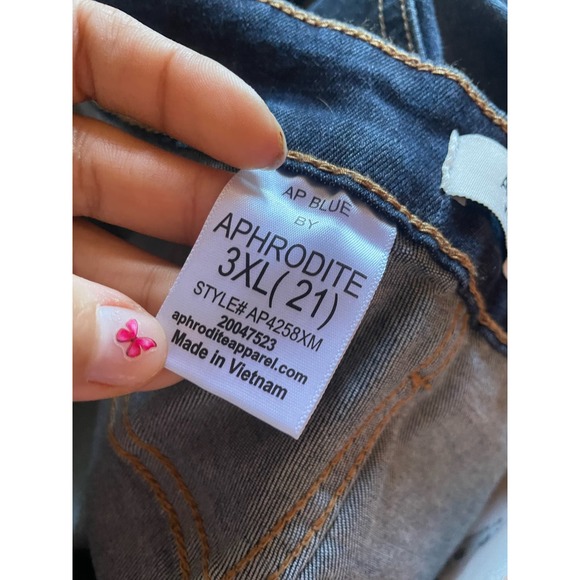 AP BLUE
BY
APHRODITE
3XL( 21)
STYLE# AP4258XM
20047523
aphroditeapparel.com
Made in Vietnam